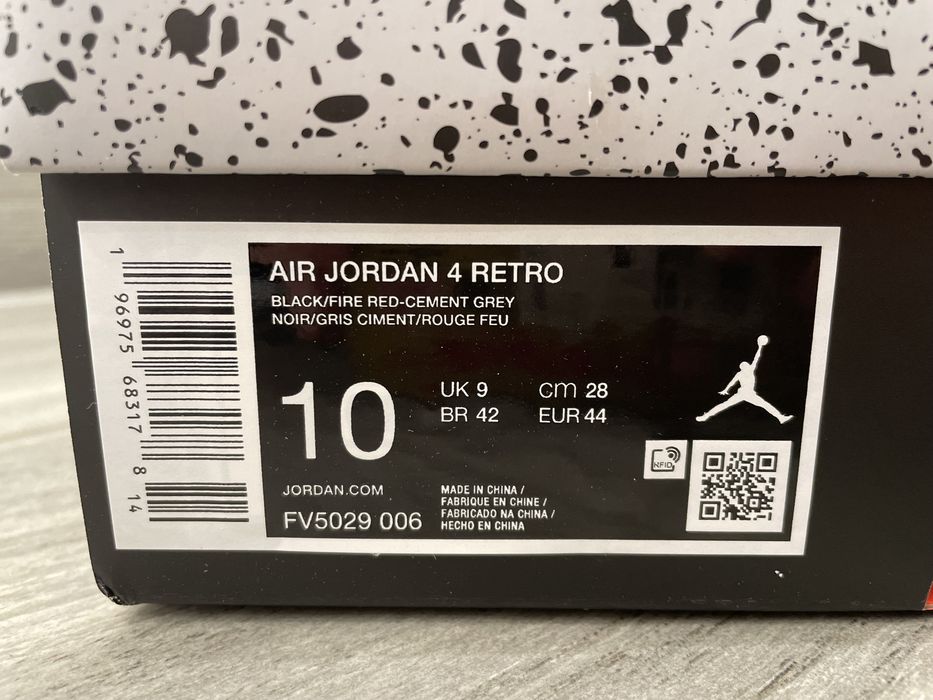 AIR JORDAN 4 RETRO
BLACK/FIRE RED-CEMENT GREY
NOIR/GRIS CIMENT/ROUGE FEU
10
UK 9
cm 28
BR 42
EUR 44
JORDAN.COM
FV5029 006
MADE IN CHINA /
FABRIQUE EN CHINE /
FABRICADO NA CHINA /
HECHO EN CHINA
RFID
1 96975 68317 8 14